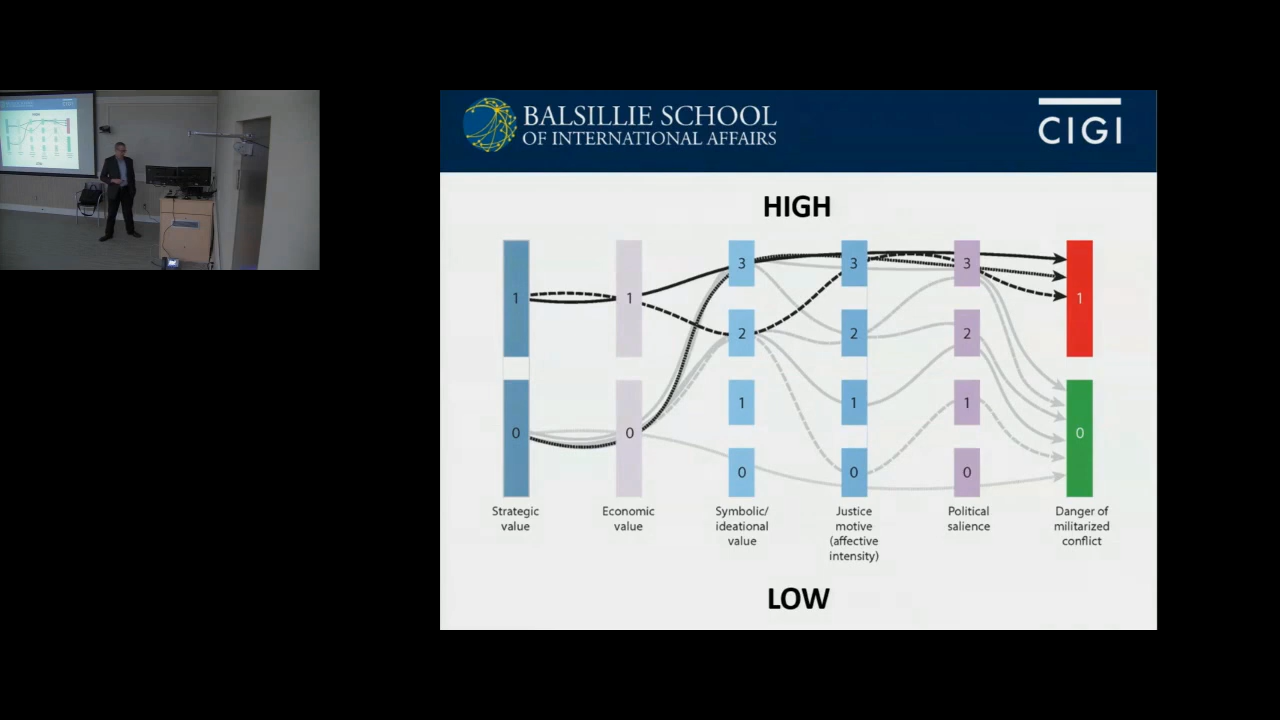 BALSILLIE SCHOOL
OF INTERNATIONAL AFFAIRS
CIGI
HIGH
3 3 3
1 1 1
2 2 2
1 1 1
0 0 0
0 0 0
Strategic value
Economic value
Symbolic/ ideational value
Justice motive (affective intensity)
Political salience
Danger of militarized conflict
LOW